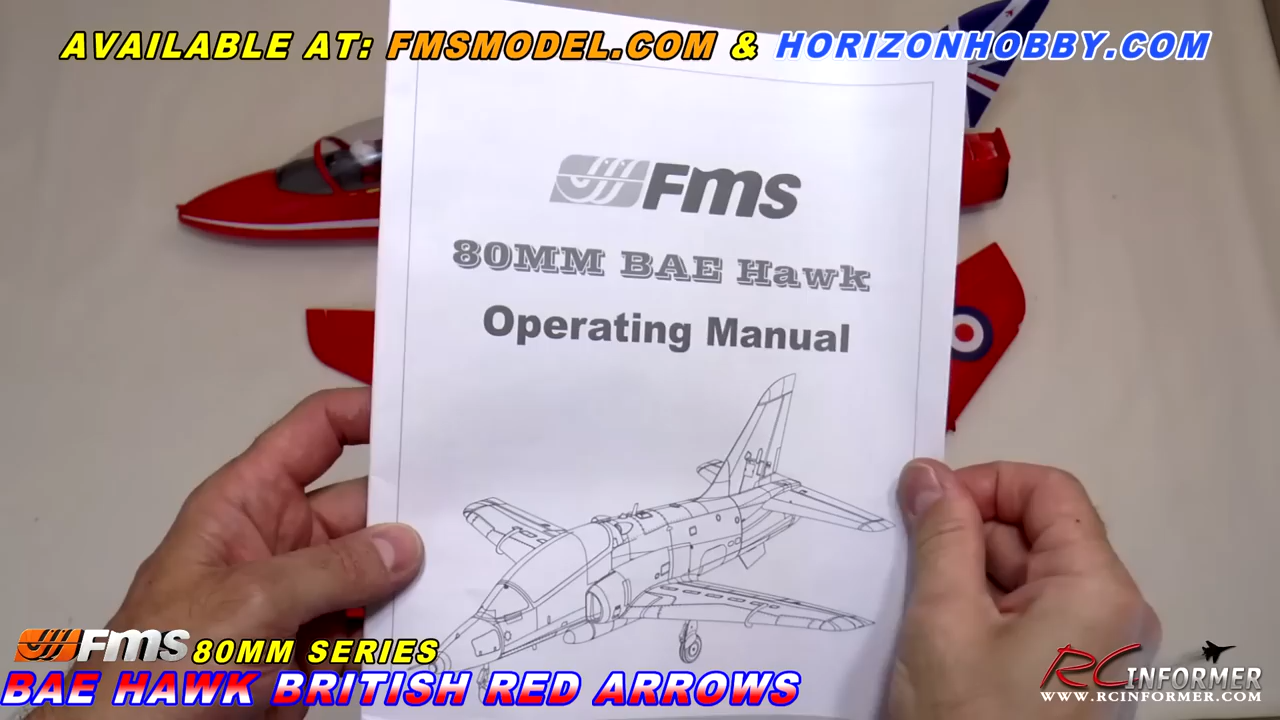 AVAILABLE AT: FMSMODEL.COM & HORIZONHOBBY.COM
Fms
80MM BAE Hawk
Operating Manual
Fms 80MM SERIES
BAE HAWK BRITISH RED ARROWS
RC INFORMER
WWW.RCINFORMER.COM